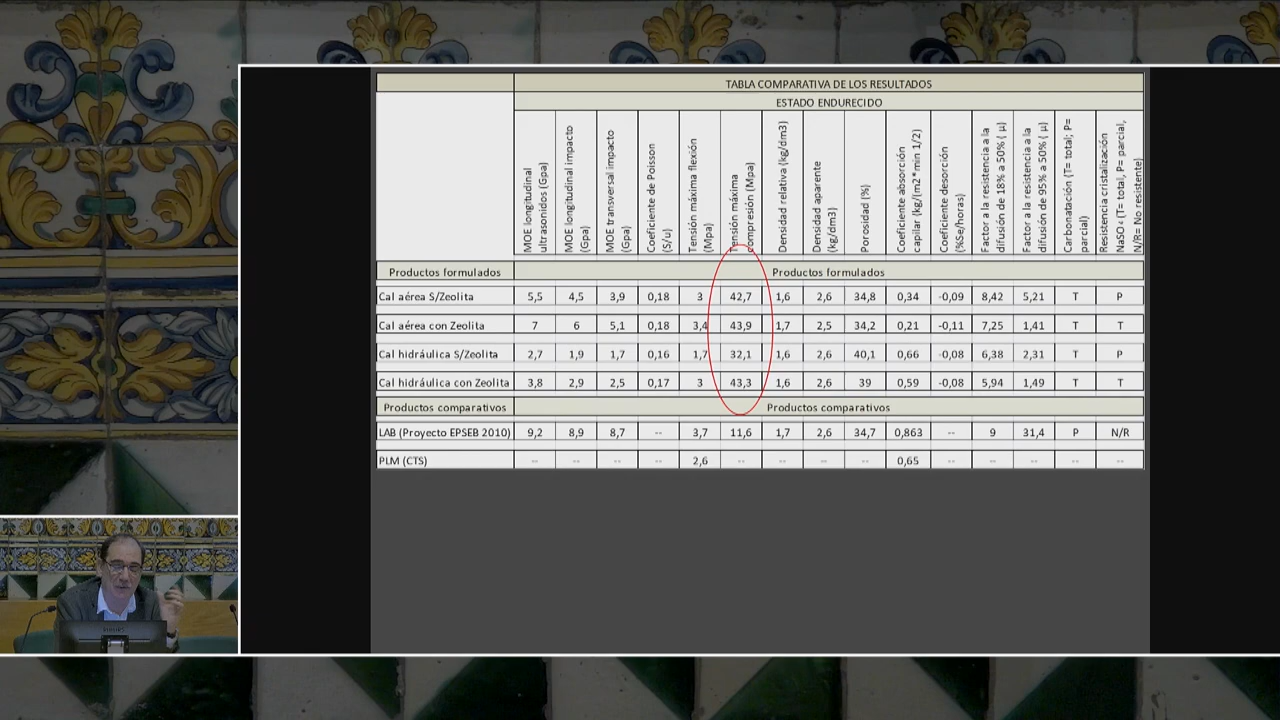 TABLA COMPARATIVA DE LOS RESULTADOS
ESTADO ENDURECIDO
MOE longitudinal ultrasonidos (Gpa)
MOE longitudinal impacto (Gpa)
MOE transversal impacto (Gpa)
Coeficiente de Poisson (S/u)
Tensión máxima flexión (Mpa)
Tensión máxima compresión (Mpa)
Densidad relativa (kg/dm3)
Densidad aparente (kg/dm3)
Porosidad (%)
Coeficiente absorción capilar (kg/(m2*min 1/2)
Coeficiente desorción (%Se/horas)
Factor a la resistencia a la difusión de 18% a 50% ( µ)
Factor a la resistencia a la difusión de 95% a 50% ( µ)
Carbonatación (T= total; P= parcial)
Resistencia cristalización NaSO4 (T= total, P= parcial, N/R= No resistente)
Productos formulados Productos formulados
Cal aérea S/Zeolita 5,5 4,5 3,9 0,18 3 42,7 1,6 2,6 34,8 0,34 -0,09 8,42 5,21 T P
Cal aérea con Zeolita 7 6 5,1 0,18 3,4 43,9 1,7 2,5 34,2 0,21 -0,11 7,25 1,41 T T
Cal hidráulica S/Zeolita 2,7 1,9 1,7 0,16 1,7 32,1 1,6 2,6 40,1 0,66 -0,08 6,38 2,31 T P
Cal hidráulica con Zeolita 3,8 2,9 2,5 0,17 3 43,3 1,6 2,6 39 0,59 -0,08 5,94 1,49 T T
Productos comparativos Productos comparativos
LAB (Proyecto EPSEB 2010) 9,2 8,9 8,7 -- 3,7 11,6 1,7 2,6 34,7 0,863 -- 9 31,4 P N/R
PLM (CTS) -- -- -- -- 2,6 -- -- -- -- 0,65 -- -- -- -- --
PHILIPS